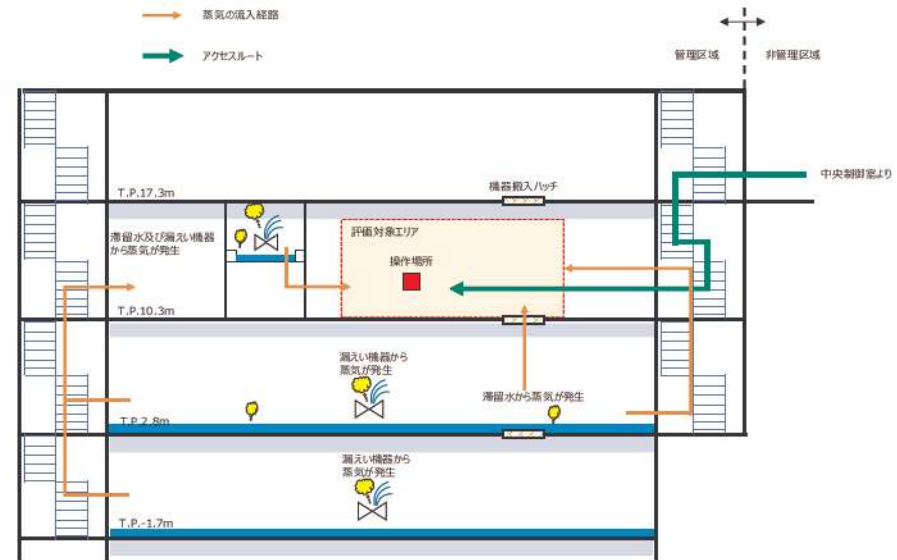 蒸気の流入経路
アクセスルート
管理区域
非管理区域
中央制御室より
T.P.17.3m
機器搬入ハッチ
滞留水及び漏えい機器
から蒸気が発生
評価対象エリア
操作場所
T.P.10.3m
漏えい機器から
蒸気が発生
滞留水から蒸気が発生
T.P.2.8m
漏えい機器から
蒸気が発生
T.P.-1.7m